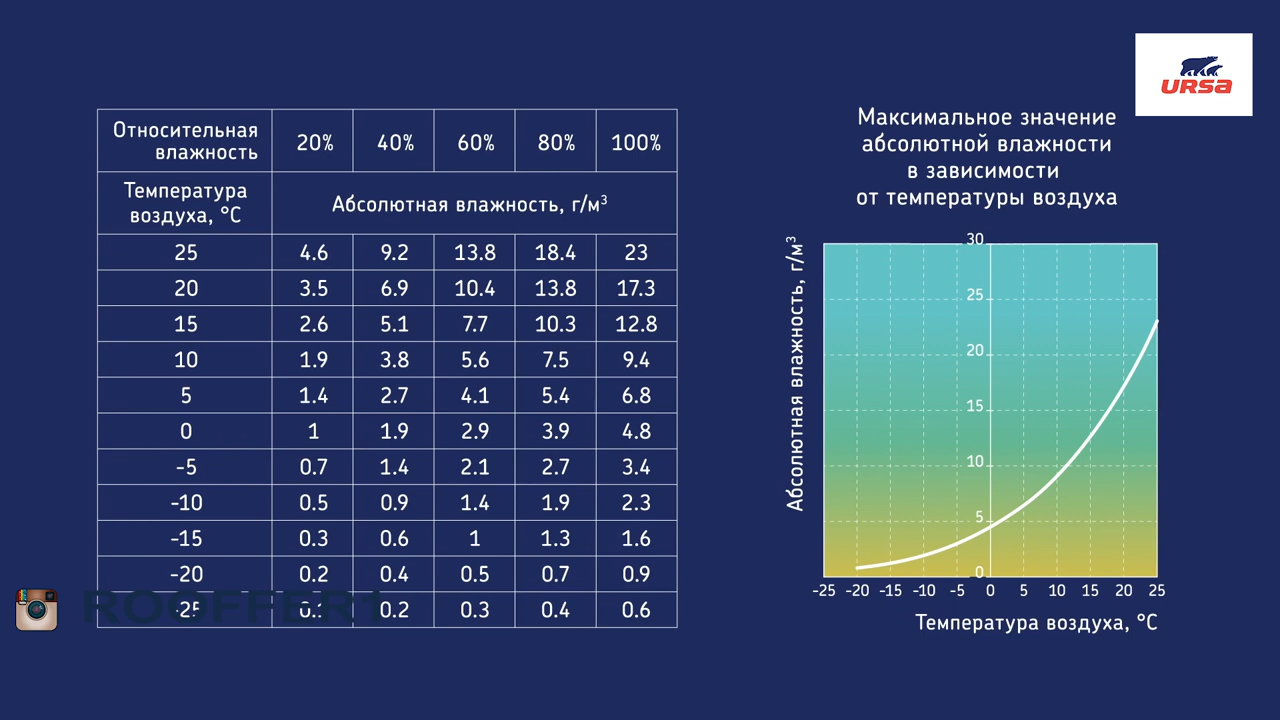 URSA
Относительная
влажность
20% 40% 60% 80% 100%
Температура
воздуха, °C
Абсолютная влажность, г/м³
25 4.6 9.2 13.8 18.4 23
20 3.5 6.9 10.4 13.8 17.3
15 2.6 5.1 7.7 10.3 12.8
10 1.9 3.8 5.6 7.5 9.4
5 1.4 2.7 4.1 5.4 6.8
0 1 1.9 2.9 3.9 4.8
-5 0.7 1.4 2.1 2.7 3.4
-10 0.5 0.9 1.4 1.9 2.3
-15 0.3 0.6 1 1.3 1.6
-20 0.2 0.4 0.5 0.7 0.9
-25 0.1 0.2 0.3 0.4 0.6
ROOFFER1
Максимальное значение
абсолютной влажности
в зависимости
от температуры воздуха
Абсолютная влажность, г/м³
30
25
20
15
10
5
0
-25 -20 -15 -10 -5 0 5 10 15 20 25
Температура воздуха, °C